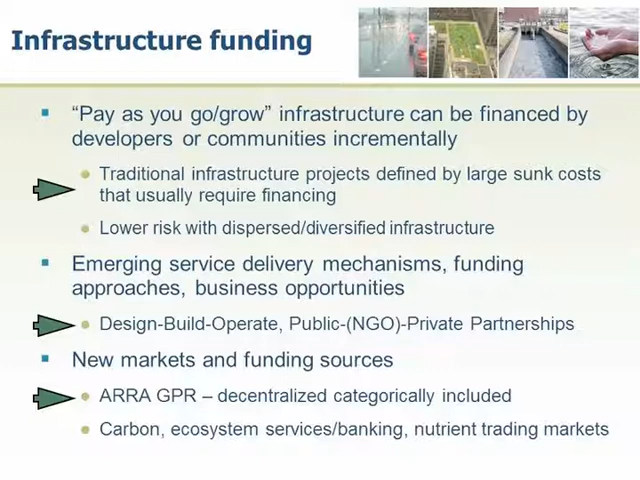 Infrastructure funding
"Pay as you go/grow" infrastructure can be financed by
developers or communities incrementally
Traditional infrastructure projects defined by large sunk costs
that usually require financing
Lower risk with dispersed/diversified infrastructure
Emerging service delivery mechanisms, funding
approaches, business opportunities
Design-Build-Operate, Public-(NGO)-Private Partnerships
New markets and funding sources
ARRA GPR – decentralized categorically included
Carbon, ecosystem services/banking, nutrient trading markets